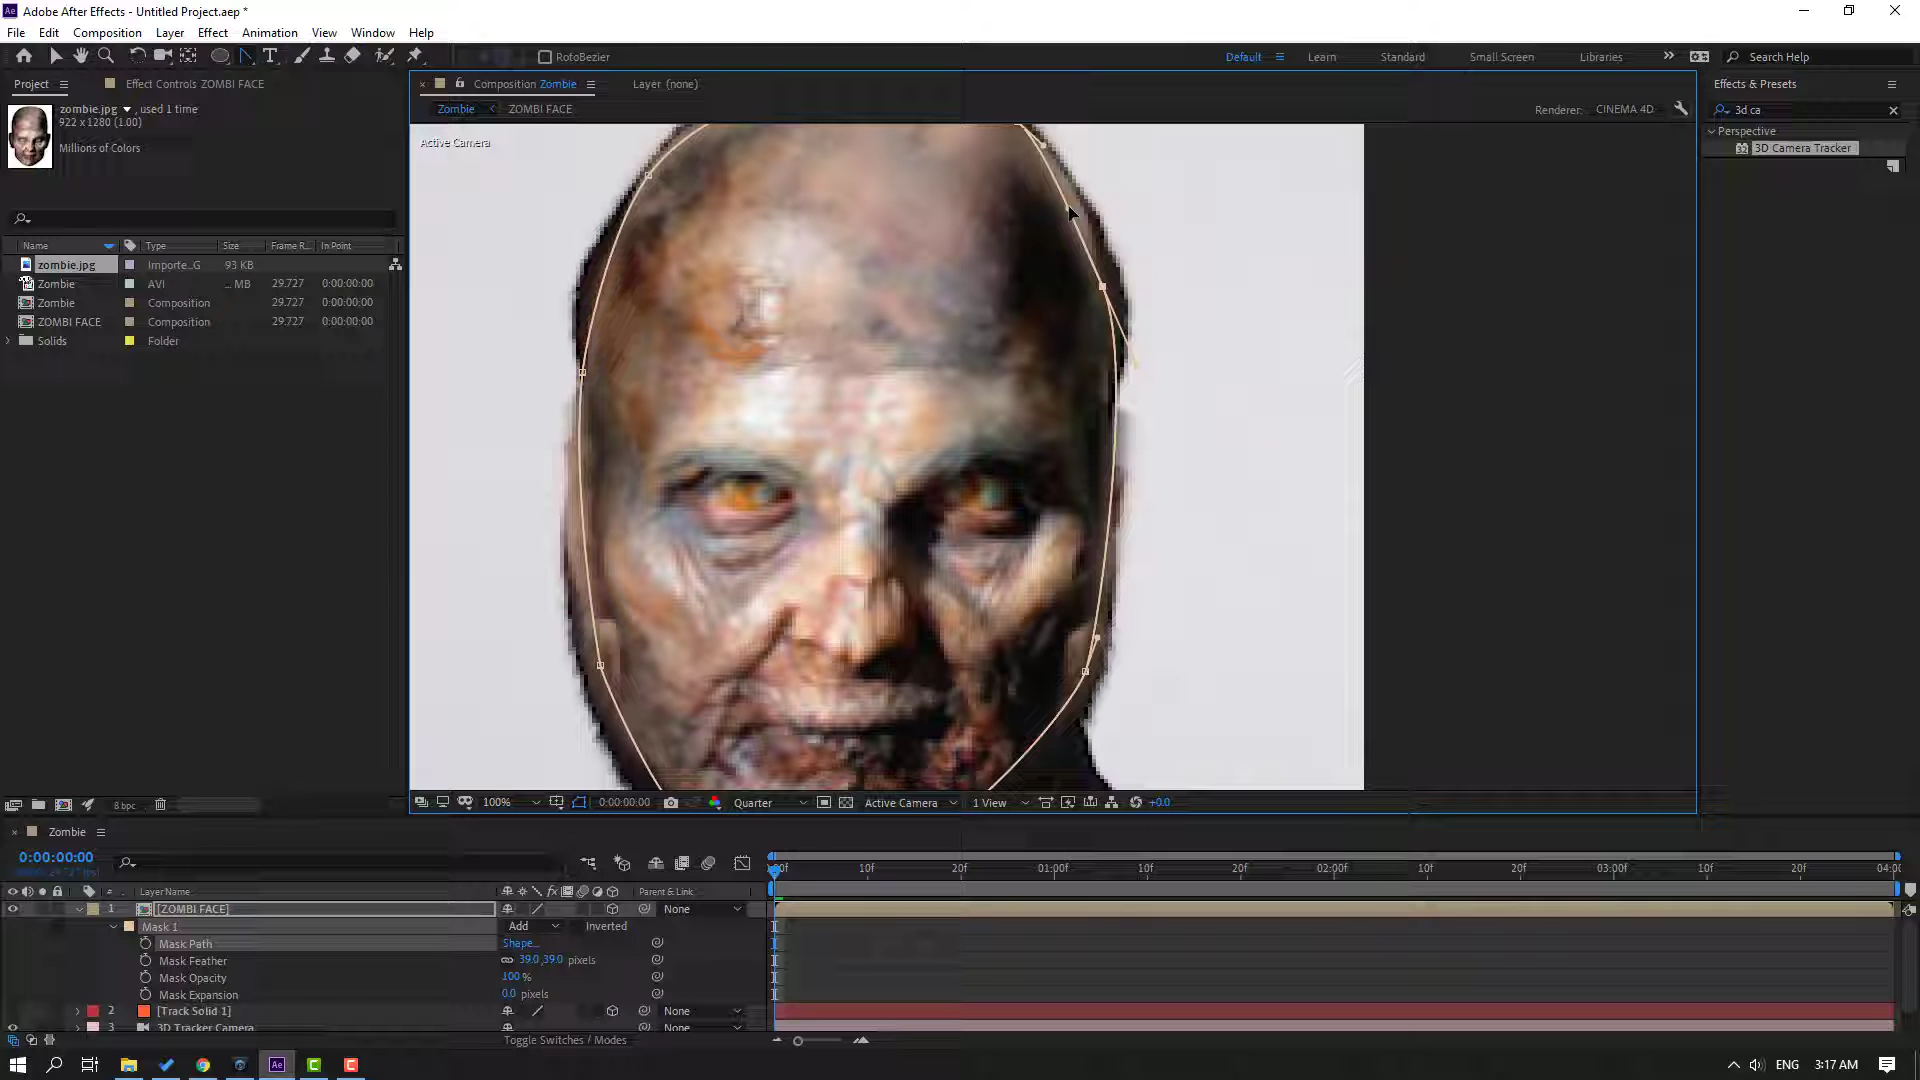 Adobe After Effects - Untitled Project.aep *
File Edit Composition Layer Effect Animation View Window Help
RotoBezier
Default Learn Standard Small Screen Libraries Search Help
Project Effect Controls ZOMBI FACE
Composition Zombie Layer (none)
Effects & Presets
zombie.jpg , used 1 time
922 x 1280 (1.00)
Millions of Colors
Zombie ZOMBI FACE
Renderer: CINEMA 4D
3d ca
Perspective
3D Camera Tracker
Active Camera
Name Type Size Frame R... In Point
zombie.jpg Importe...G 93 KB
Zombie AVI ... MB 29.727 0:00:00:00
Zombie Composition 29.727 0:00:00:00
ZOMBI FACE Composition 29.727 0:00:00:00
Solids Folder
8 bpc
100% 0:00:00:00 Quarter Active Camera 1 View +0.0
Zombie
0:00:00:00
:00f 10f 20f 01:00f 10f 20f 02:00f 10f 20f 03:00f 10f 20f 04:00
# Layer Name Parent & Link
1 [ZOMBI FACE] None
Mask 1 Add Inverted
Mask Path Shape...
Mask Feather 39.0,39.0 pixels
Mask Opacity 100 %
Mask Expansion 0.0 pixels
2 [Track Solid 1] None
3 3D Tracker Camera None
Toggle Switches / Modes
Ae ENG 3:17 AM